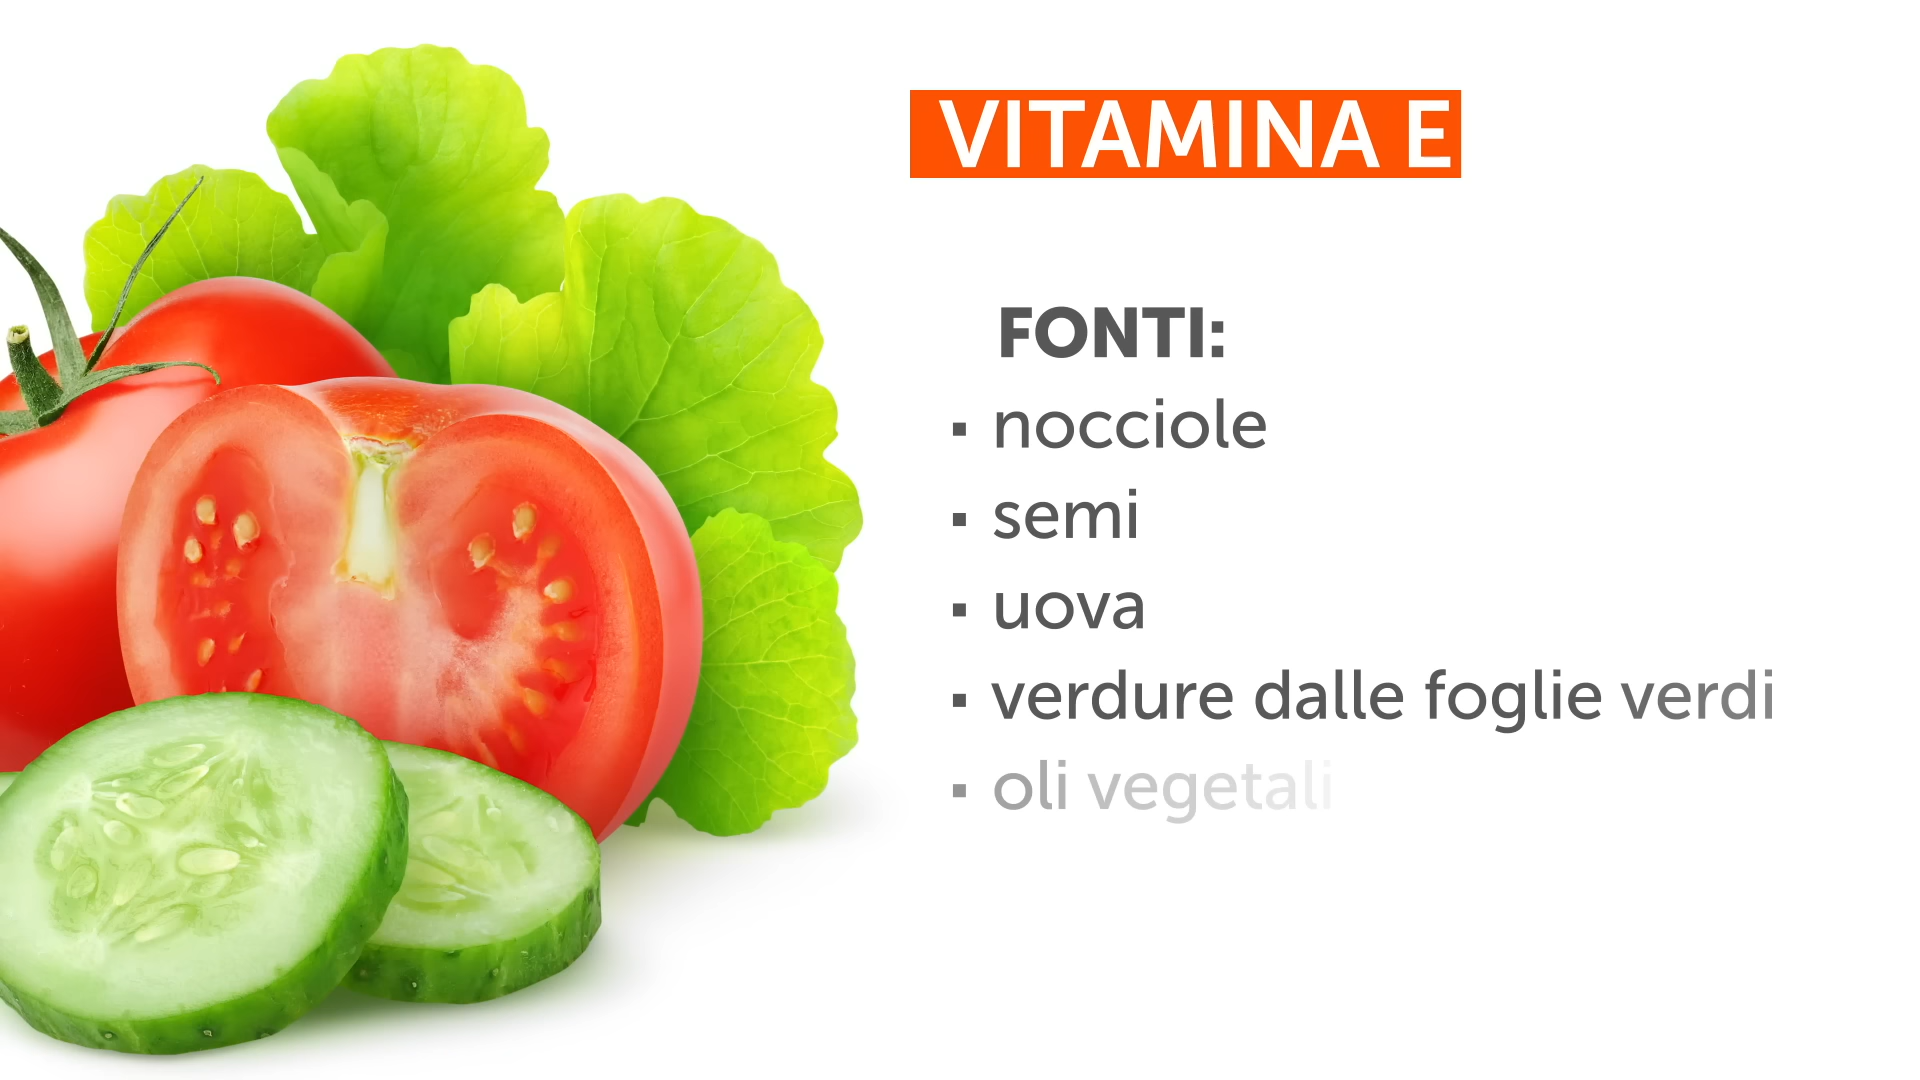 VITAMINA E
FONTI:
▪ nocciole
▪ semi
▪ uova
▪ verdure dalle foglie verdi
▪ oli vegetali